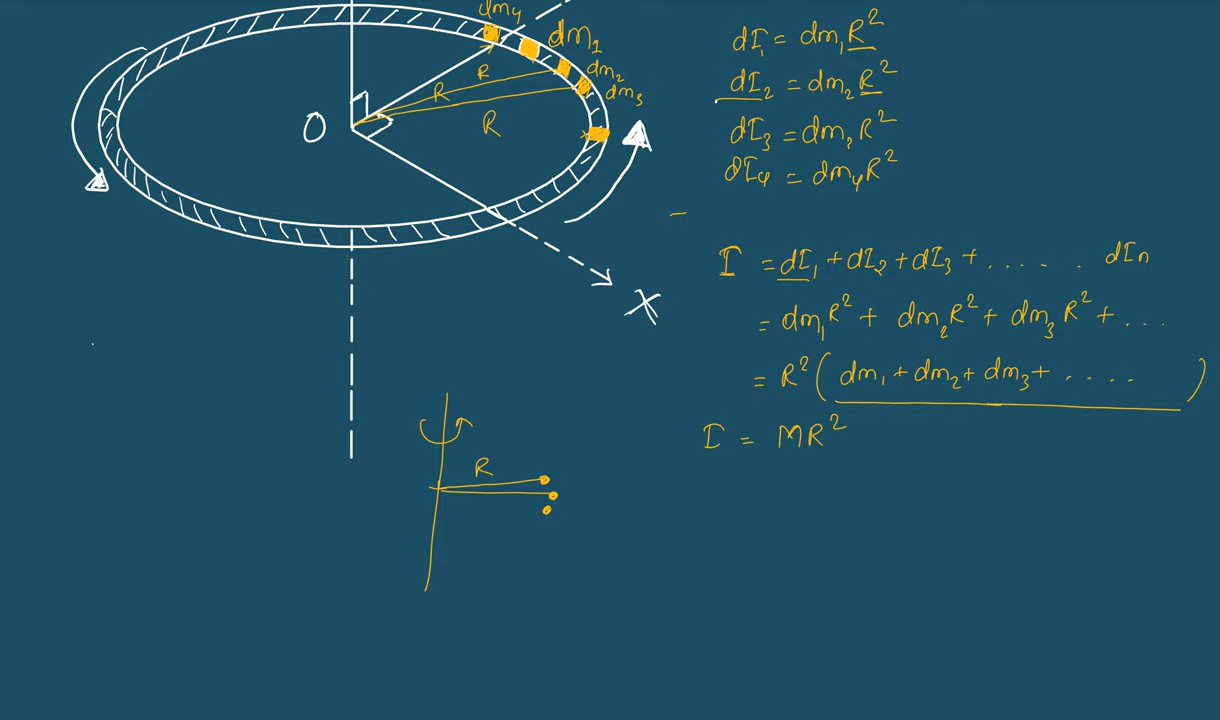 dm4
dm1
dm2
dm3
R
R
R
O
X
R
dI1 = dm1R²
dI2 = dm2R²
dI3 = dm2R²
dI4 = dm4R²
I = dI1 + dI2 + dI3 + ...... dIn
= dm1R² + dm2R² + dm3R² + ...
= R² ( dm1 + dm2 + dm3 + ..... )
I = MR²